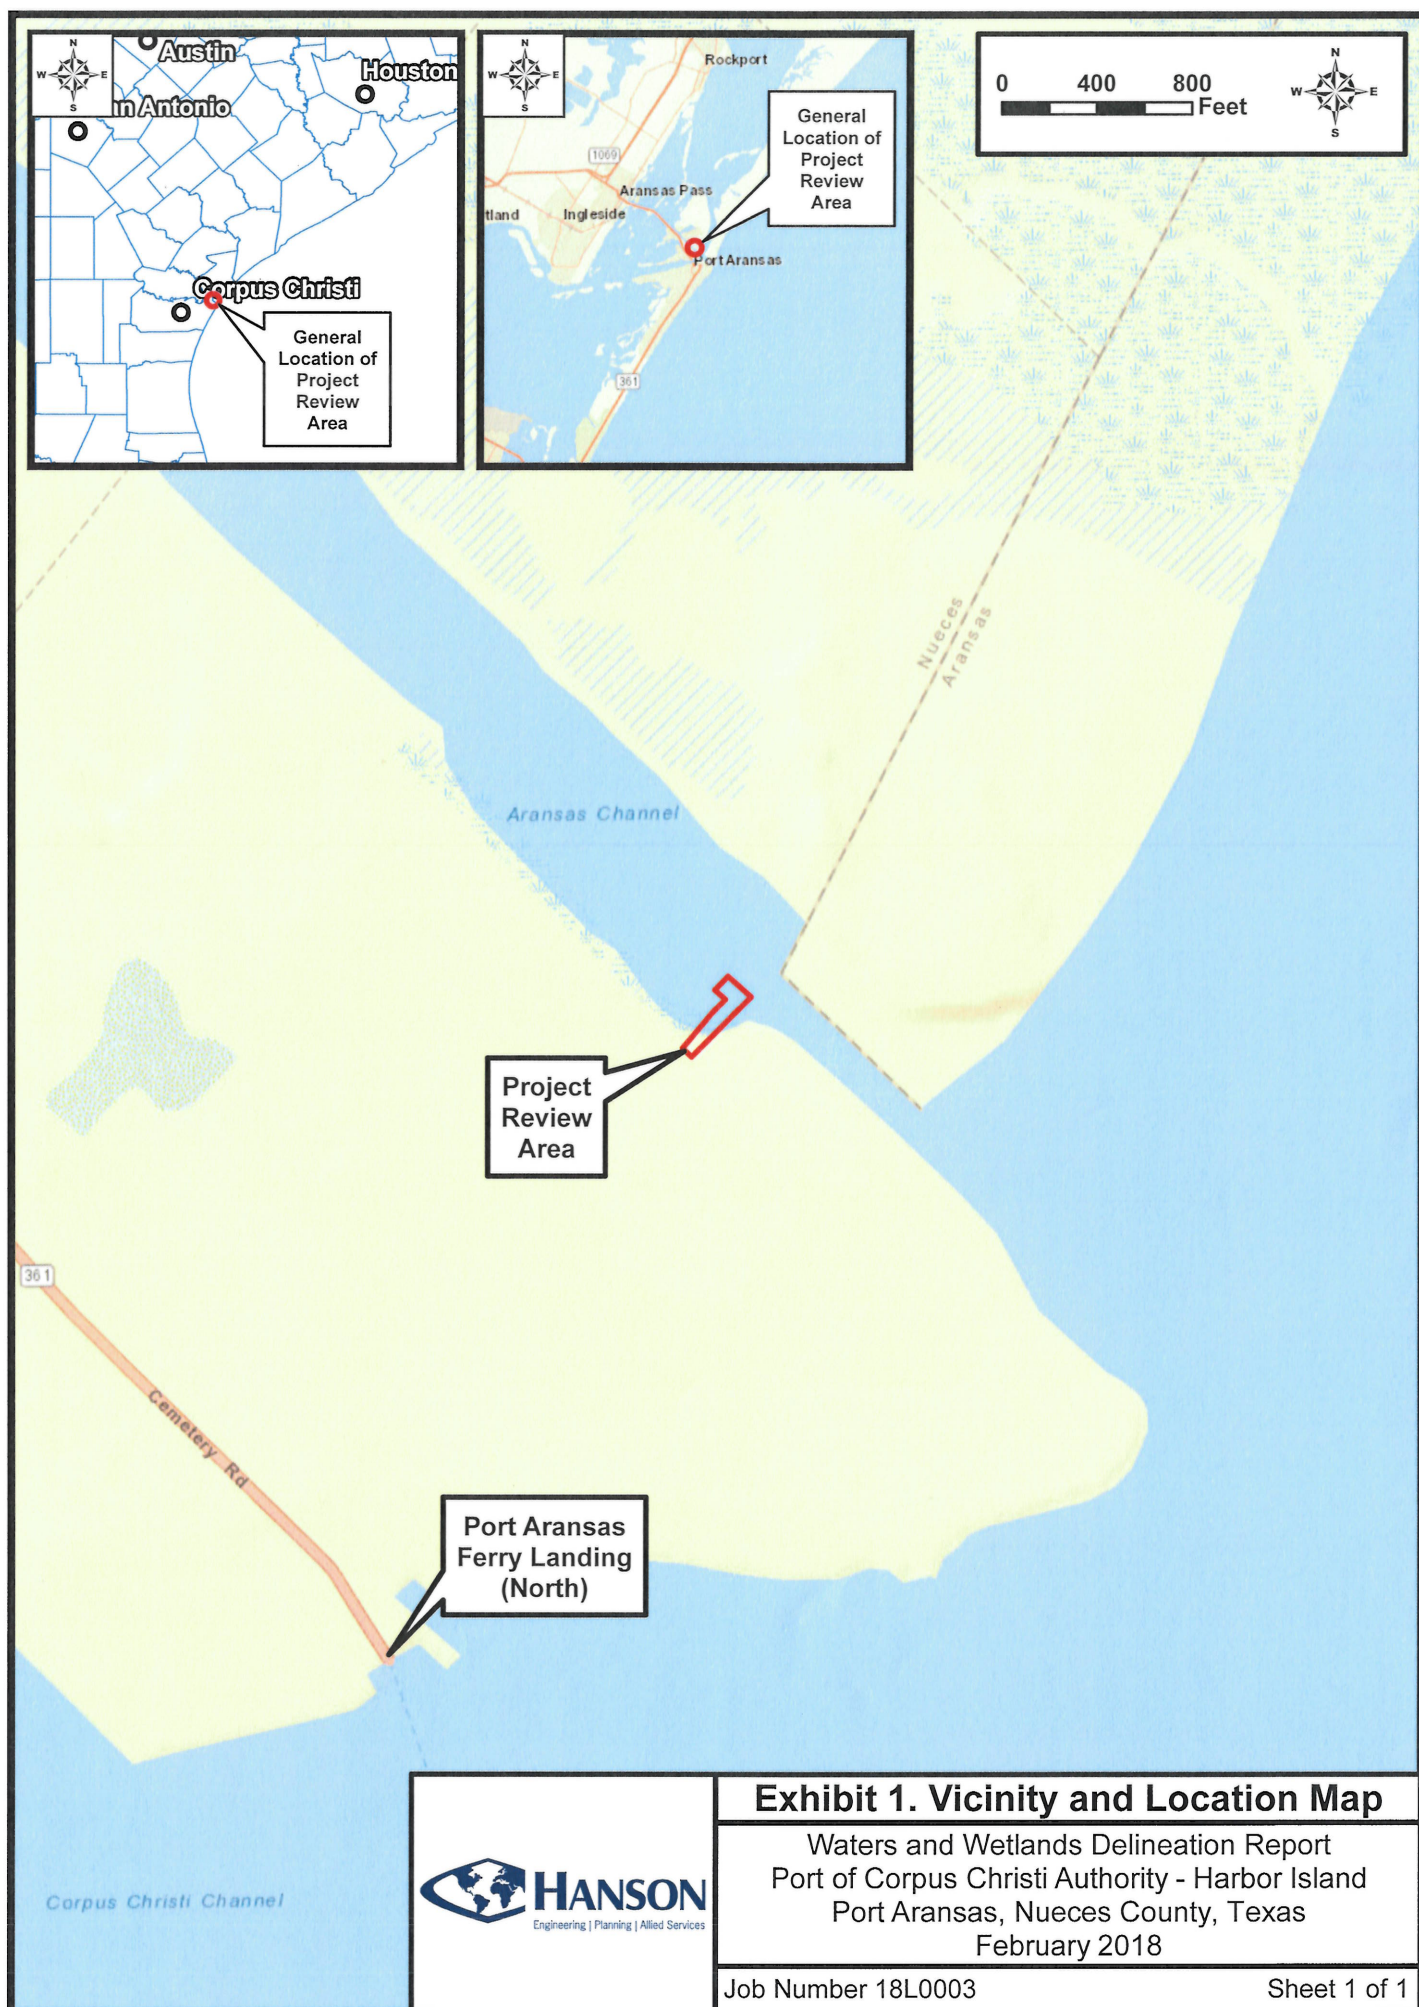 N
W
E
S
Austin
Houston
n Antonio
Corpus Christi
General
Location of
Project
Review
Area
N
W
E
S
Rockport
1069
Aransas Pass
tland
Ingleside
Port Aransas
361
General
Location of
Project
Review
Area
0 400 800
Feet
N
W
E
S
Nueces
Aransas
Aransas Channel
Project
Review
Area
361
Cemetery Rd
Port Aransas
Ferry Landing
(North)
Corpus Christi Channel
HANSON
Engineering | Planning | Allied Services
Exhibit 1. Vicinity and Location Map
Waters and Wetlands Delineation Report
Port of Corpus Christi Authority - Harbor Island
Port Aransas, Nueces County, Texas
February 2018
Job Number 18L0003 Sheet 1 of 1